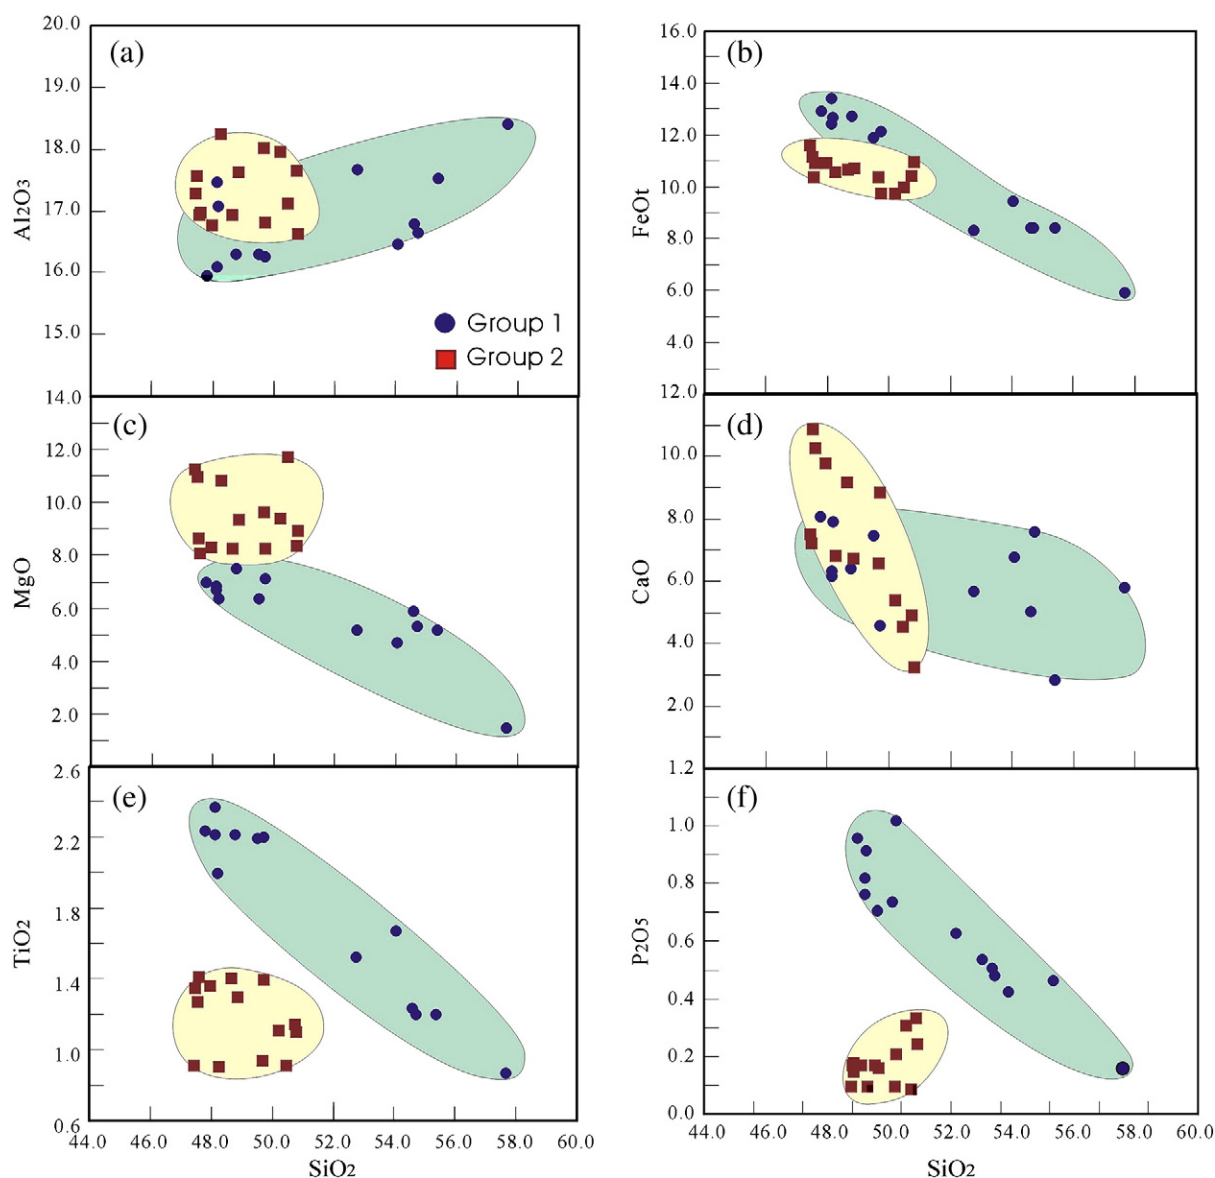 20.0
(a)
19.0
18.0
Al2O3
17.0
16.0
15.0
14.0
Group 1
Group 2
16.0
(b)
14.0
12.0
FeOt
10.0
8.0
6.0
4.0
12.0
(c)
12.0
10.0
MgO
8.0
6.0
4.0
2.0
(d)
10.0
8.0
CaO
6.0
4.0
2.0
2.6
(e)
2.2
TiO2
1.8
1.4
1.0
0.6
44.0 46.0 48.0 50.0 52.0 54.0 56.0 58.0 60.0
SiO2
1.2
(f)
1.0
0.8
P2O5
0.6
0.4
0.2
0.0
44.0 46.0 48.0 50.0 52.0 54.0 56.0 58.0 60.0
SiO2